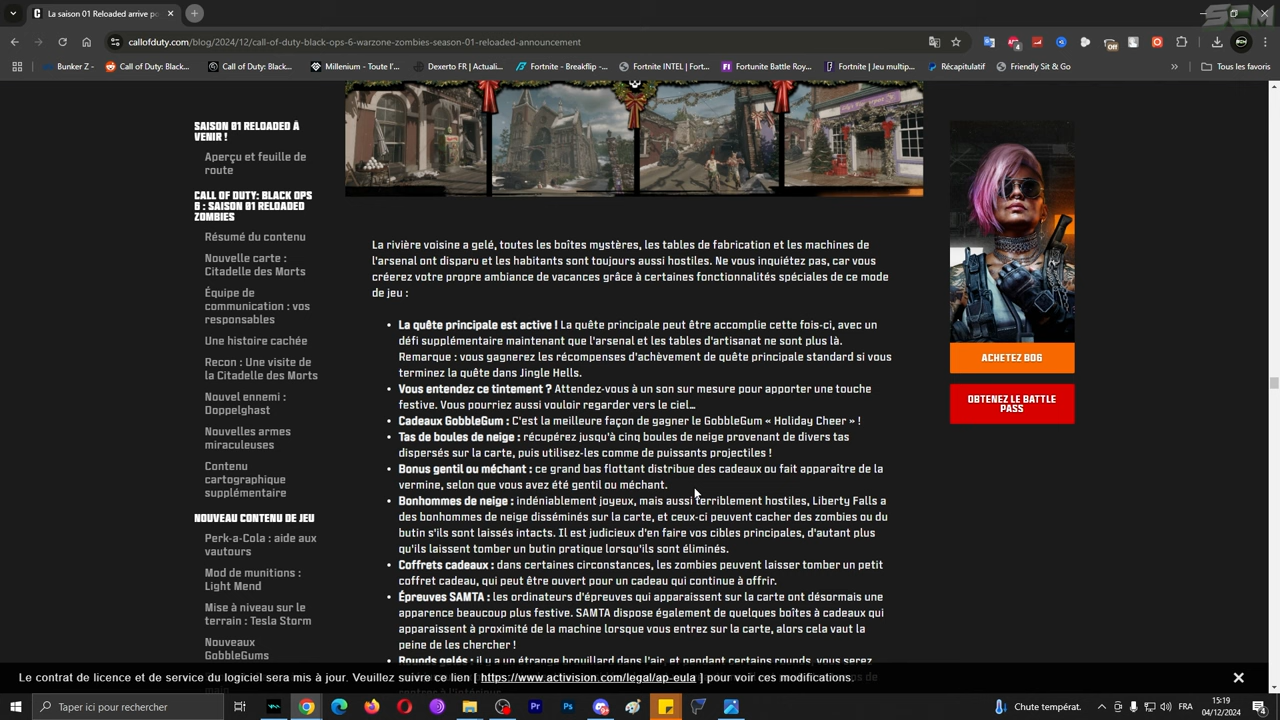 La saison 01 Reloaded arrive po
callofduty.com/blog/2024/12/call-of-duty-black-ops-6-warzone-zombies-season-01-reloaded-announcement
Bunker Z -
Call of Duty: Black...
Call of Duty: Black...
Millenium - Toute l'...
Dexerto FR | Actuali...
Fortnite - Breakflip -...
Fortnite INTEL | Fort...
Fortunite Battle Roy...
Fortnite | Jeu multip...
Récapitulatif
Friendly Sit & Go
Tous les favoris
SAISON 01 RELOADED À
VENIR !
Aperçu et feuille de
route
CALL OF DUTY: BLACK OPS
6 : SAISON 01 RELOADED
ZOMBIES
Résumé du contenu
Nouvelle carte :
Citadelle des Morts
Équipe de
communication : vos
responsables
Une histoire cachée
Recon : Une visite de
la Citadelle des Morts
Nouvel ennemi :
Doppelghast
Nouvelles armes
miraculeuses
Contenu
cartographique
supplémentaire
NOUVEAU CONTENU DE JEU
Perk-a-Cola : aide aux
vautours
Mod de munitions :
Light Mend
Mise à niveau sur le
terrain : Tesla Storm
Nouveaux
GobbleGums
La rivière voisine a gelé, toutes les boîtes mystères, les tables de fabrication et les machines de
l'arsenal ont disparu et les habitants sont toujours aussi hostiles. Ne vous inquiétez pas, car vous
créerez votre propre ambiance de vacances grâce à certaines fonctionnalités spéciales de ce mode
de jeu :
• La quête principale est active ! La quête principale peut être accomplie cette fois-ci, avec un
défi supplémentaire maintenant que l'arsenal et les tables d'artisanat ne sont plus là.
Remarque : vous gagnerez les récompenses d'achèvement de quête principale standard si vous
terminez la quête dans Jingle Hells.
• Vous entendez ce tintement ? Attendez-vous à un son sur mesure pour apporter une touche
festive. Vous pourriez aussi vouloir regarder vers le ciel…
• Cadeaux GobbleGum : C'est la meilleure façon de gagner le GobbleGum « Holiday Cheer » !
• Tas de boules de neige : récupérez jusqu'à cinq boules de neige provenant de divers tas
dispersés sur la carte, puis utilisez-les comme de puissants projectiles !
• Bonus gentil ou méchant : ce grand bas flottant distribue des cadeaux ou fait apparaître de la
vermine, selon que vous avez été gentil ou méchant.
• Bonhommes de neige : indéniablement joyeux, mais aussi terriblement hostiles, Liberty Falls a
des bonhommes de neige disséminés sur la carte, et ceux-ci peuvent cacher des zombies ou du
butin s'ils sont laissés intacts. Il est judicieux d'en faire vos cibles principales, d'autant plus
qu'ils laissent tomber un butin pratique lorsqu'ils sont éliminés.
• Coffrets cadeaux : dans certaines circonstances, les zombies peuvent laisser tomber un petit
coffret cadeau, qui peut être ouvert pour un cadeau qui continue à offrir.
• Épreuves SAMTA : les ordinateurs d'épreuves qui apparaissent sur la carte ont désormais une
apparence beaucoup plus festive. SAMTA dispose également de quelques boîtes à cadeaux qui
apparaissent à proximité de la machine lorsque vous entrez sur la carte, alors cela vaut la
peine de les chercher !
• Rounds gelés : il y a un étrange brouillard dans l'air, et pendant certains rounds, vous serez
ACHETEZ BO6
OBTENEZ LE BATTLE
PASS
Le contrat de licence et de service du logiciel sera mis à jour. Veuillez suivre ce lien [ https://www.activision.com/legal/ap-eula ] pour voir ces modifications.
Taper ici pour rechercher
Chute températ.
FRA
15:19
04/12/2024